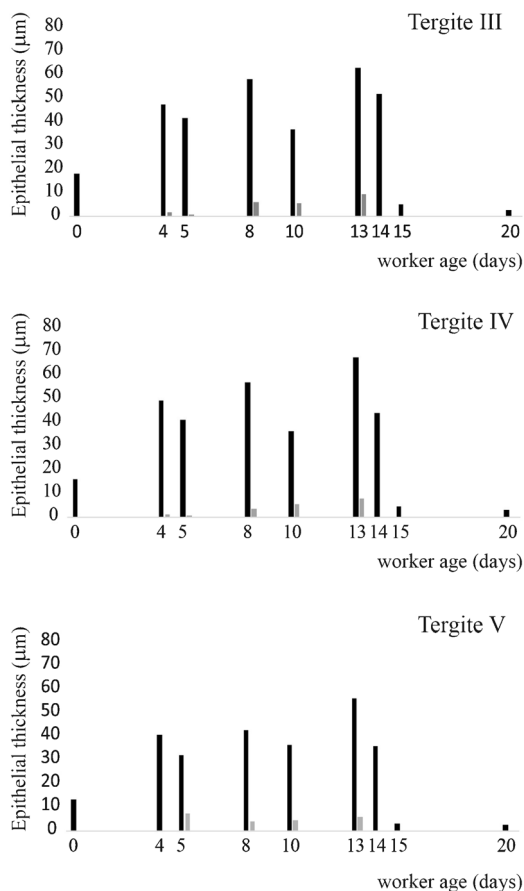 Tergite III
Epithelial thickness (μm)
80
70
60
50
40
30
20
10
0
0 4 5 8 10 13 14 15 20
worker age (days)
Tergite IV
Epithelial thickness (μm)
80
70
60
50
40
30
20
10
0
0 4 5 8 10 13 14 15 20
worker age (days)
Tergite V
Epithelial thickness (μm)
80
70
60
50
40
30
20
10
0
0 4 5 8 10 13 14 15 20
worker age (days)